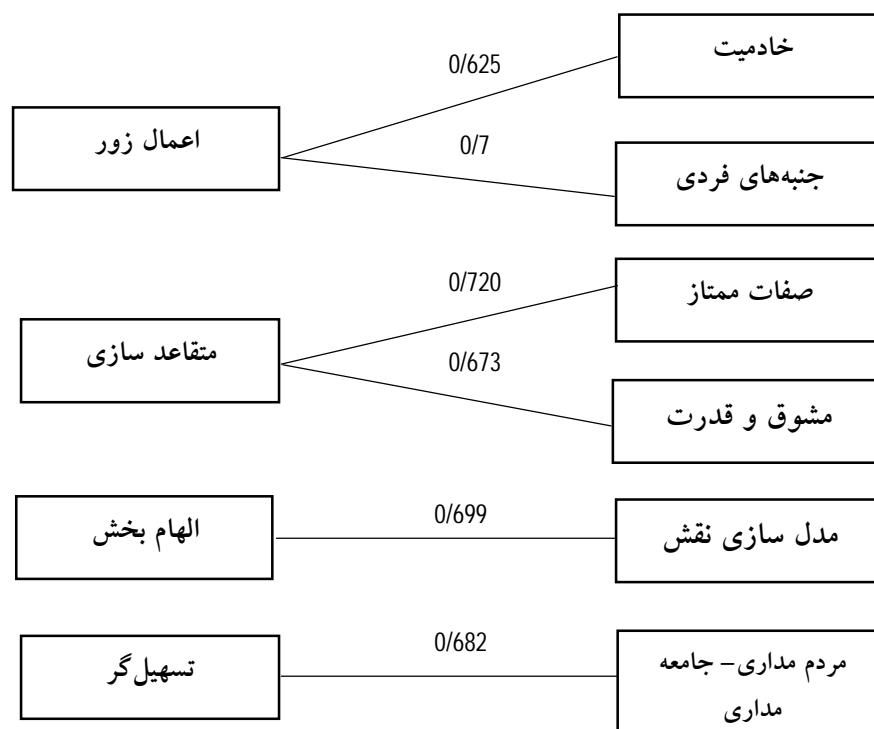 خادمیت
0/625
اعمال زور
0/7
جنبه‌های فردی
صفات ممتاز
0/720
متقاعد سازی
0/673
مشوق و قدرت
الهام بخش
0/699
مدل سازی نقش
تسهیل‌گر
0/682
مردم مداری– جامعه
مداری